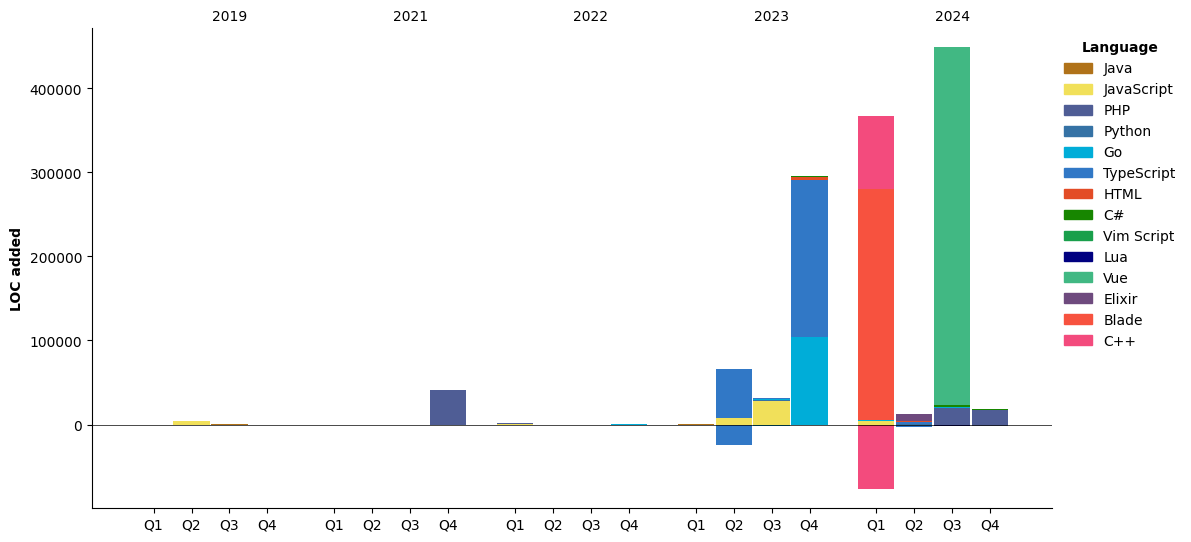 2019 2021 2022 2023 2024
LOC added
400000
300000
200000
100000
0
Q1 Q2 Q3 Q4 Q1 Q2 Q3 Q4 Q1 Q2 Q3 Q4 Q1 Q2 Q3 Q4 Q1 Q2 Q3 Q4
Language
Java
JavaScript
PHP
Python
Go
TypeScript
HTML
C#
Vim Script
Lua
Vue
Elixir
Blade
C++